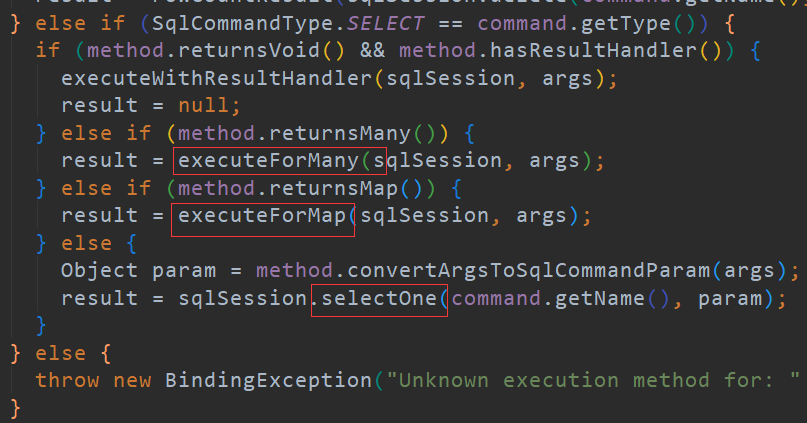 } else if (SqlCommandType.SELECT == command.getType()) {
if (method.returnsVoid() && method.hasResultHandler()) {
executeWithResultHandler(sqlSession, args);
result = null;
} else if (method.returnsMany()) {
result = executeForMany(sqlSession, args);
} else if (method.returnsMap()) {
result = executeForMap(sqlSession, args);
} else {
Object param = method.convertArgsToSqlCommandParam(args);
result = sqlSession.selectOne(command.getName(), param);
}
} else {
throw new BindingException("Unknown execution method for: "
}